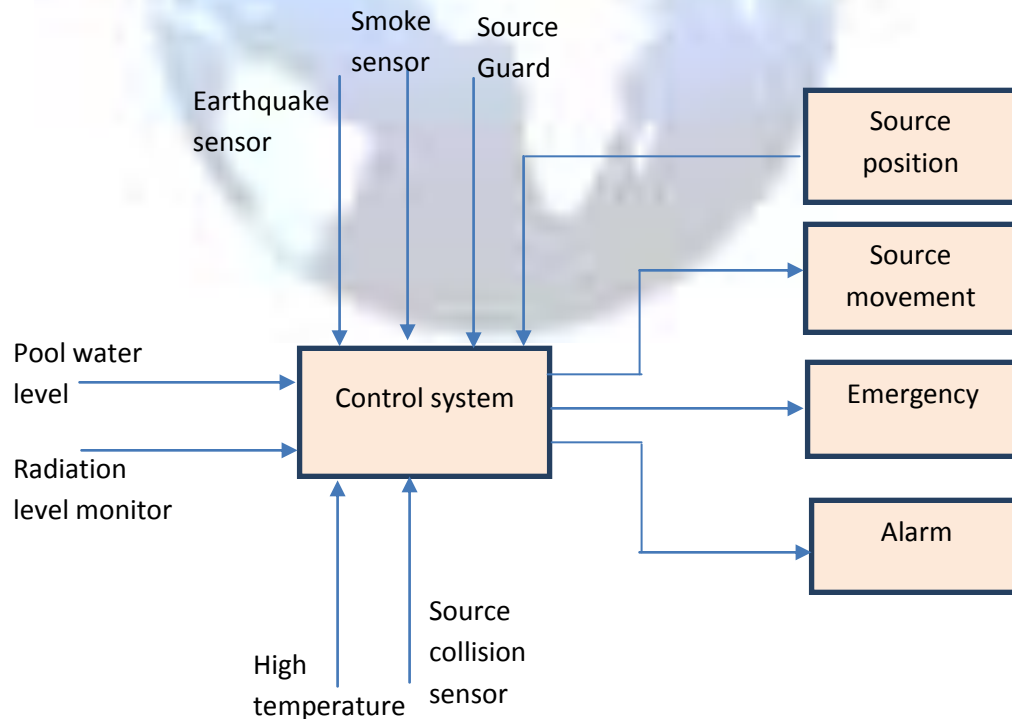 Smoke
sensor
Source
Guard
Earthquake
sensor
Source
position
Source
movement
Pool water
level
Control system
Emergency
Radiation
level monitor
Alarm
High
temperature
Source
collision
sensor